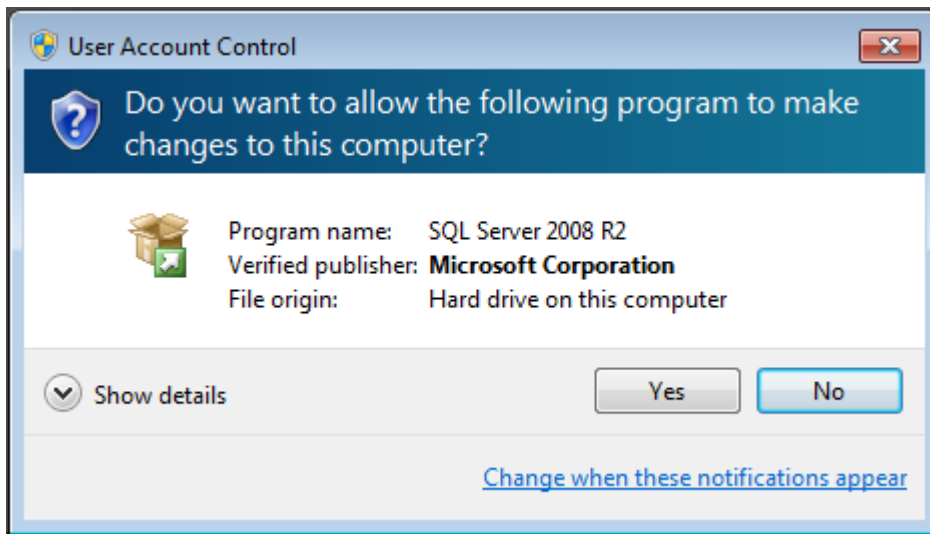 User Account Control
Do you want to allow the following program to make
changes to this computer?
Program name: SQL Server 2008 R2
Verified publisher: Microsoft Corporation
File origin: Hard drive on this computer
Show details
Yes
No
Change when these notifications appear